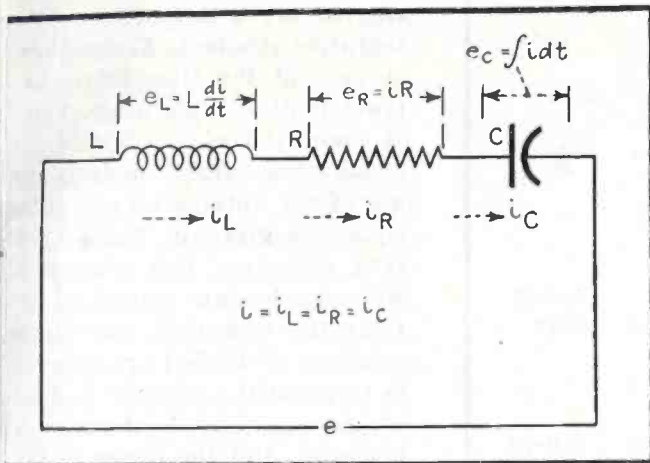 e_C = ∫idt
e_L = L di/dt
e_R = iR
L
R
C
i_L
i_R
i_C
i = i_L = i_R = i_C
e